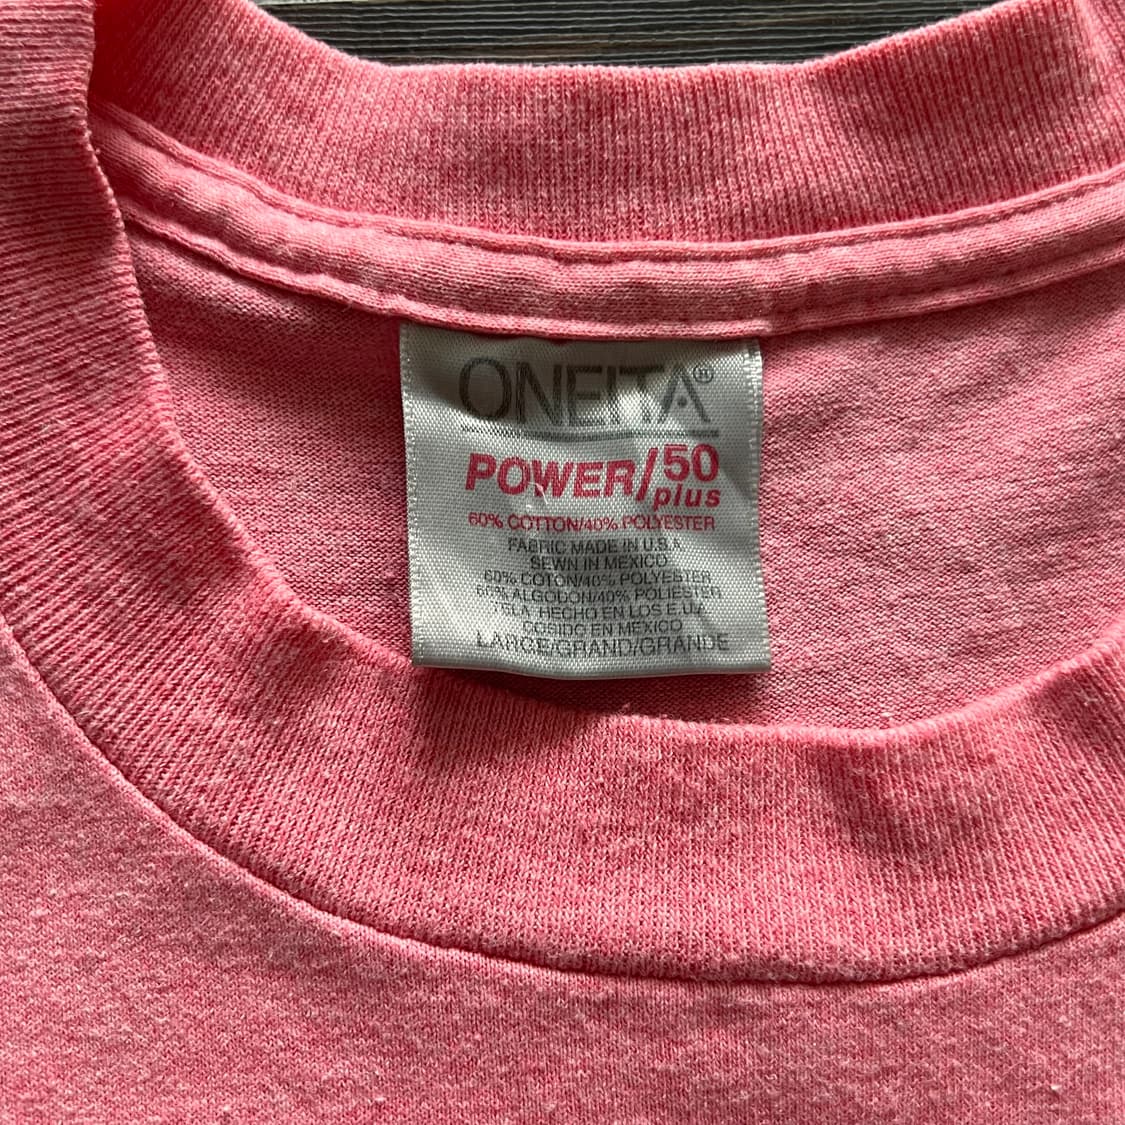 ONEITA®
POWER/50 plus
60% COTTON/40% POLYESTER
FABRIC MADE IN U.S.A
SEWN IN MEXICO
60% COTON/40% POLYESTER
60% ALGODON/40% POLIESTER
TELA HECHO EN LOS E.U.A
COSIDO EN MEXICO
LARGE/GRAND/GRANDE